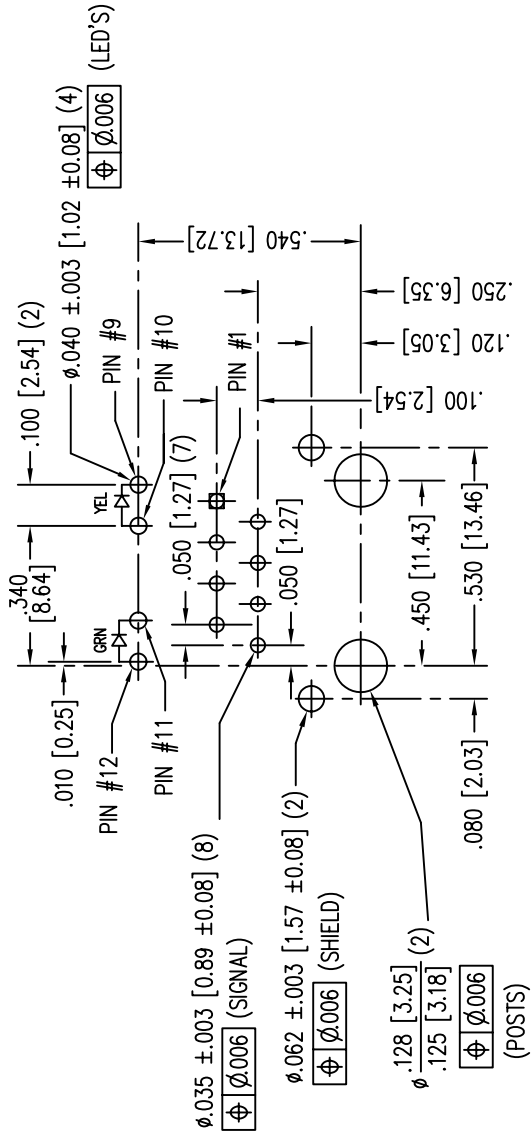 .100 [2.54] (2)
ø.040 ±.003 [1.02 ±0.08] (4)
⌖ Ø.006 (LED'S)
.340
[8.64]
.010 [0.25]
YEL
GRN
PIN #9
PIN #10
PIN #12
PIN #11
.050 [1.27] (7)
PIN #1
.540 [13.72]
.250 [6.35]
.120 [3.05]
.100 [2.54]
ø.035 ±.003 [0.89 ±0.08] (8)
⌖ Ø.006 (SIGNAL)
.050 [1.27]
ø.062 ±.003 [1.57 ±0.08] (2)
⌖ Ø.006 (SHIELD)
.450 [11.43]
.530 [13.46]
.080 [2.03]
ø .128 [3.25] (2)
.125 [3.18]
⌖ Ø.006
(POSTS)